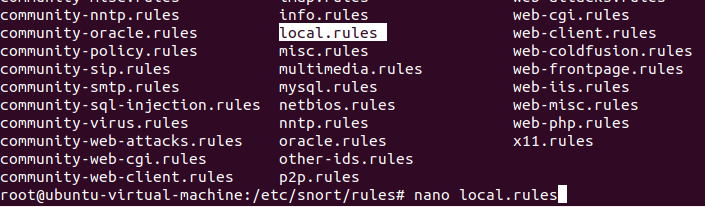 community-nntp.rules info.rules web-cgi.rules
community-oracle.rules local.rules web-client.rules
community-policy.rules misc.rules web-coldfusion.rules
community-sip.rules multimedia.rules web-frontpage.rules
community-smtp.rules mysql.rules web-iis.rules
community-sql-injection.rules netbios.rules web-misc.rules
community-virus.rules nntp.rules web-php.rules
community-web-attacks.rules oracle.rules x11.rules
community-web-cgi.rules other-ids.rules
community-web-client.rules p2p.rules
root@ubuntu-virtual-machine:/etc/snort/rules# nano local.rules